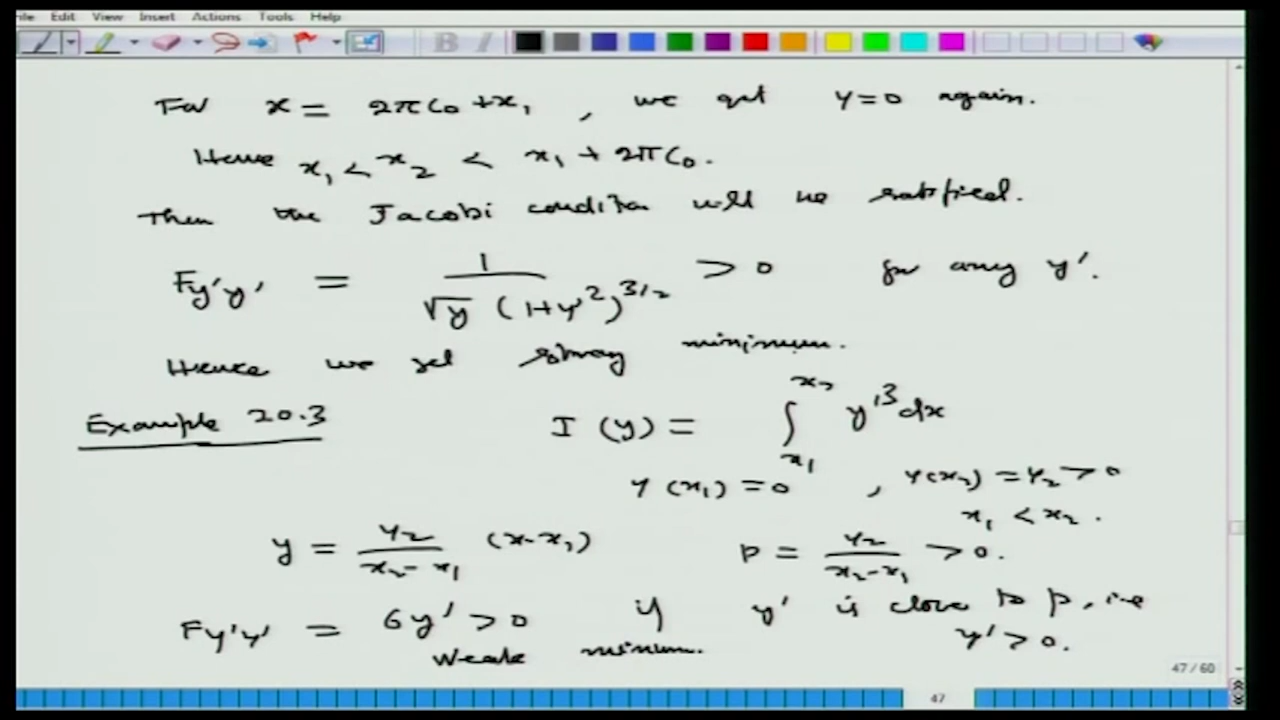 File Edit View Insert Actions Tools Help
For x = 2πC₀ + x₁ , we get y=0 again.
Hence x₁ < x₂ < x₁ + 2πC₀.
Then the Jacobi condition will be satisfied.
Fy'y' = 1 / (√y (1+y'²)^3/2) > 0 for any y'.
Hence we get strong minimum.
Example 20.3 I (y) = ∫_{x₁}^{x₂} y'³ dx
y (x₁) = 0 , y(x₂) = y₂ > 0
x₁ < x₂ .
y = y₂ / (x₂ - x₁) (x-x₁) p = y₂ / (x₂-x₁) > 0.
Fy'y' = 6y' > 0 if y' is close to p, i.e
y' > 0.
Weak minimum.
47 / 60
47